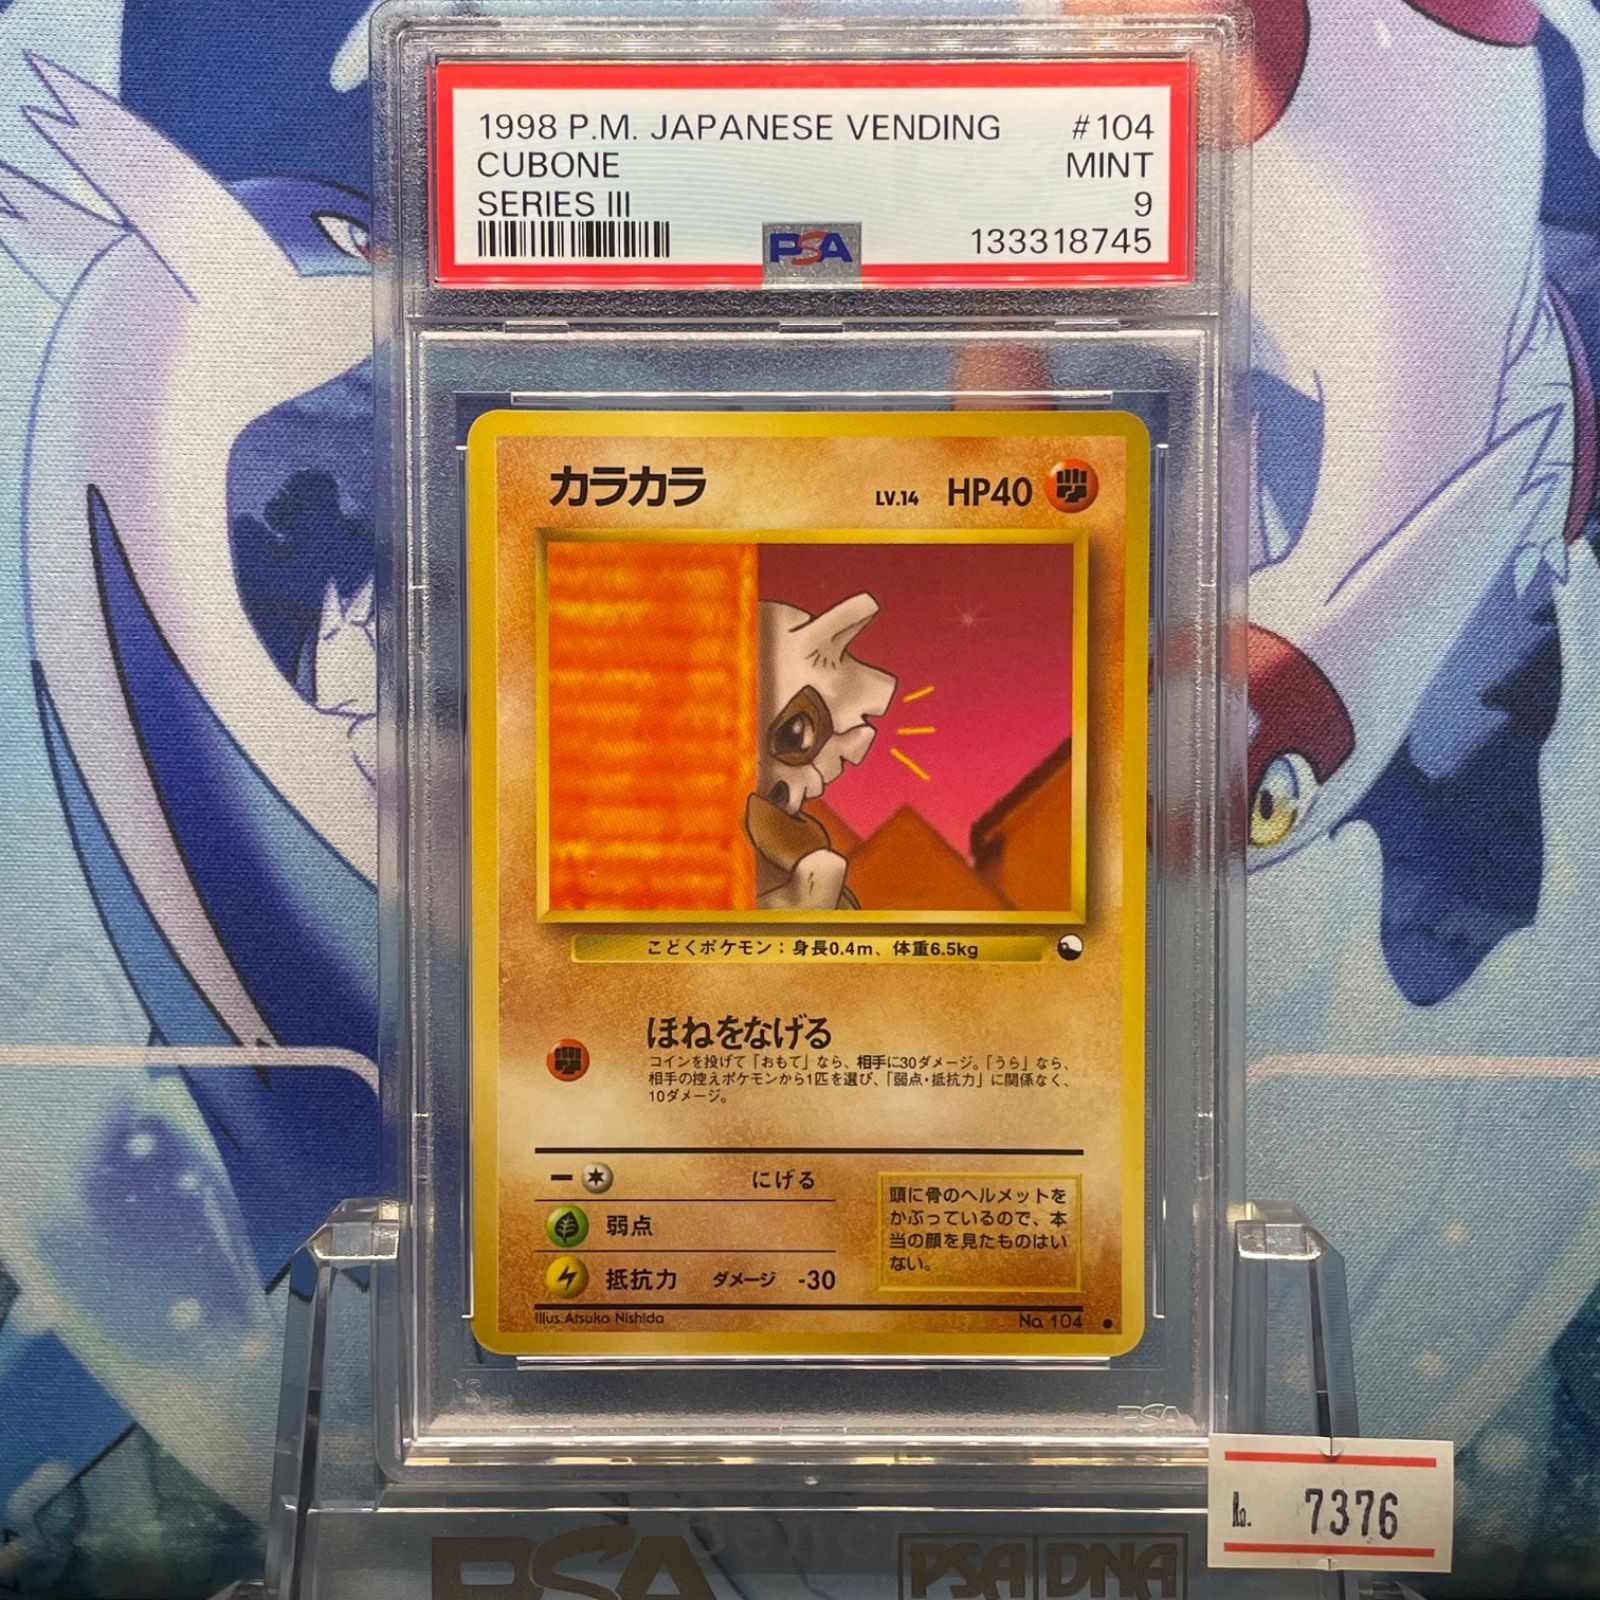 1998 P.M. JAPANESE VENDING #104
CUBONE MINT
SERIES III 9
PSA 133318745
カラカラ LV.14 HP40
こどくポケモン：身長0.4m、体重6.5kg
ほねをなげる
コインを投げて「おもて」なら、相手に30ダメージ。「うら」なら、
相手の控えポケモンから1匹を選び、「弱点・抵抗力」に関係なく、
10ダメージ。
にげる
弱点
抵抗力 ダメージ -30
頭に骨のヘルメットを
かぶっているので、本
当の顔を見たものはい
ない。
Illus.Atsuko Nishida No. 104
PSA
No. 7376
PSA PSA DNA